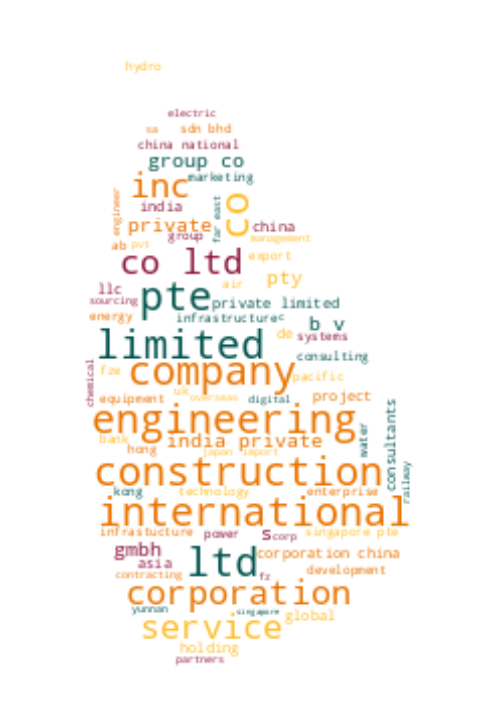 hydro
electric
sa sdn bhd
china national
group co
marketing
inc
engineer
india
far east
co
private
china
group
management
ab pvt
co ltd
export
air
pty
llc
sourcing
pte
private limited
energy
infrastructure
c
b v
limited
de
systems
consulting
chemical
fze
company
pacific
uk
equipment
overseas
digital
project
engineering
consultants
water
bank
india private
hong
japan import
railway
construction
kong
technology
enterprise
international
infrastucture
power
s
corp
singapore pte
gmbh
ltd
corporation china
asia
contracting
fz
development
corporation
yunnan
singapore
global
service
holding
partners